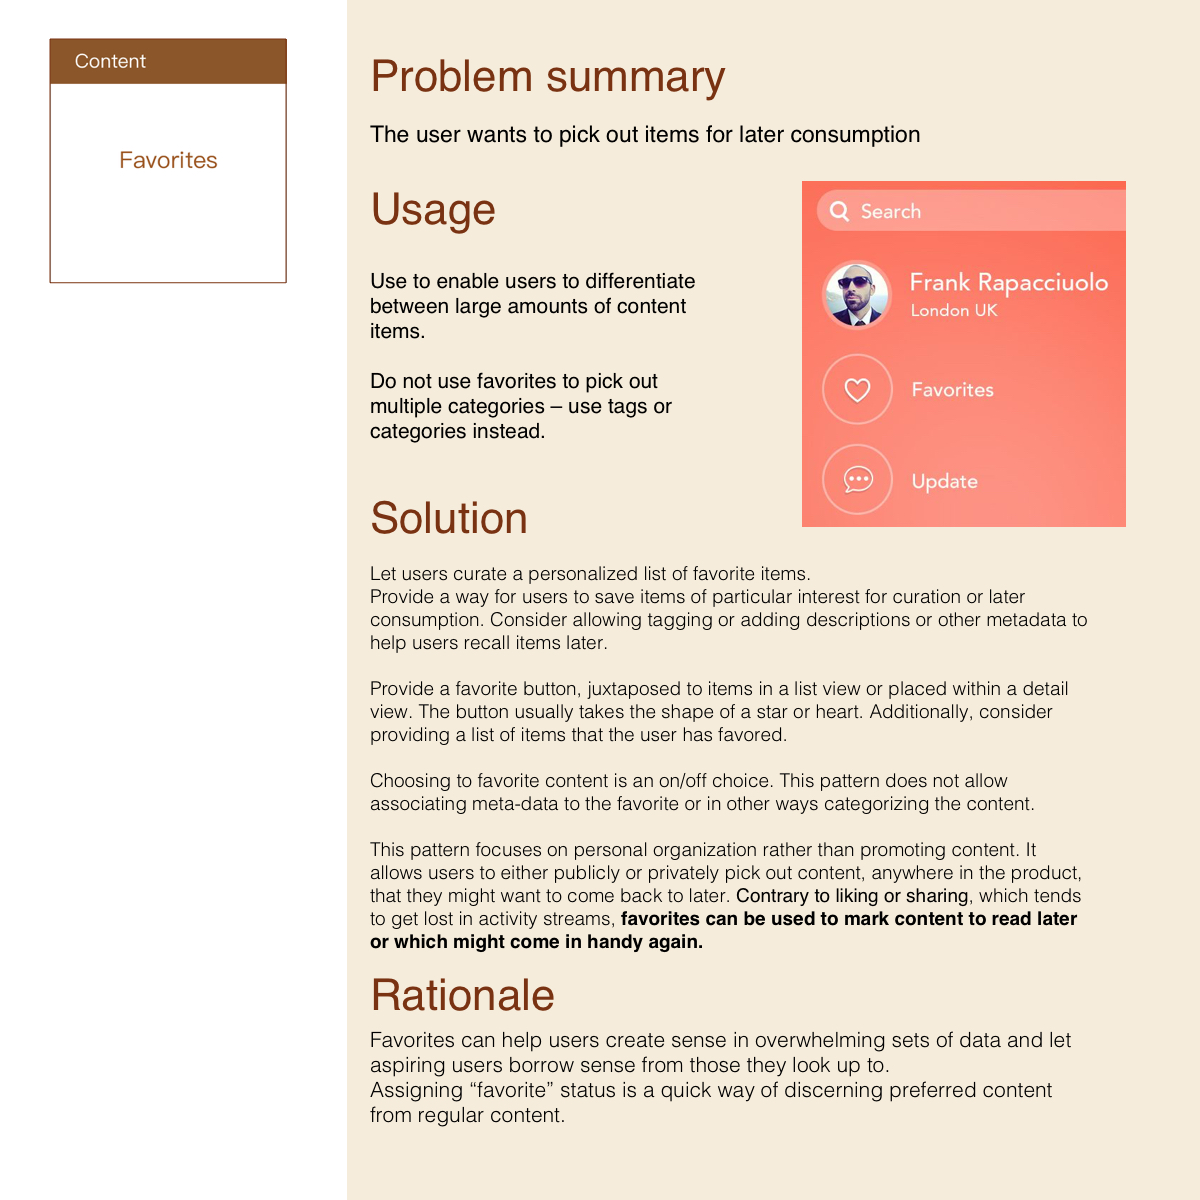 Content
Favorites
Problem summary
The user wants to pick out items for later consumption
Usage
Use to enable users to differentiate
between large amounts of content
items.
Do not use favorites to pick out
multiple categories – use tags or
categories instead.
Search
Frank Rapacciuolo
London UK
Favorites
Update
Solution
Let users curate a personalized list of favorite items.
Provide a way for users to save items of particular interest for curation or later
consumption. Consider allowing tagging or adding descriptions or other metadata to
help users recall items later.
Provide a favorite button, juxtaposed to items in a list view or placed within a detail
view. The button usually takes the shape of a star or heart. Additionally, consider
providing a list of items that the user has favored.
Choosing to favorite content is an on/off choice. This pattern does not allow
associating meta-data to the favorite or in other ways categorizing the content.
This pattern focuses on personal organization rather than promoting content. It
allows users to either publicly or privately pick out content, anywhere in the product,
that they might want to come back to later. Contrary to liking or sharing, which tends
to get lost in activity streams, favorites can be used to mark content to read later
or which might come in handy again.
Rationale
Favorites can help users create sense in overwhelming sets of data and let
aspiring users borrow sense from those they look up to.
Assigning “favorite” status is a quick way of discerning preferred content
from regular content.